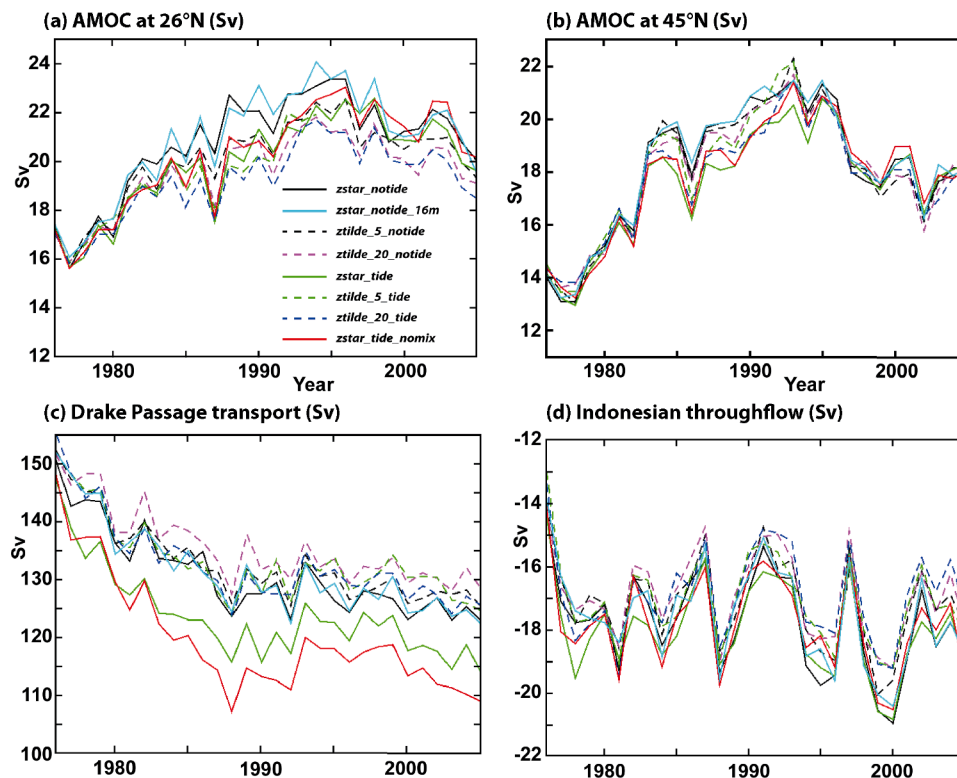 (a) AMOC at 26°N (Sv)
24
22
20
18
16
14
12
Sv
zstar_notide
zstar_notide_16m
ztilde_5_notide
ztilde_20_notide
zstar_tide
ztilde_5_tide
ztilde_20_tide
zstar_tide_nomix
1980
1990
2000
Year
(b) AMOC at 45°N (Sv)
22
20
18
16
14
12
11
Sv
1980
1990
2000
Year
(c) Drake Passage transport (Sv)
150
140
130
120
110
100
Sv
1980
1990
2000
(d) Indonesian throughflow (Sv)
-12
-14
-16
-18
-20
-22
Sv
1980
1990
2000